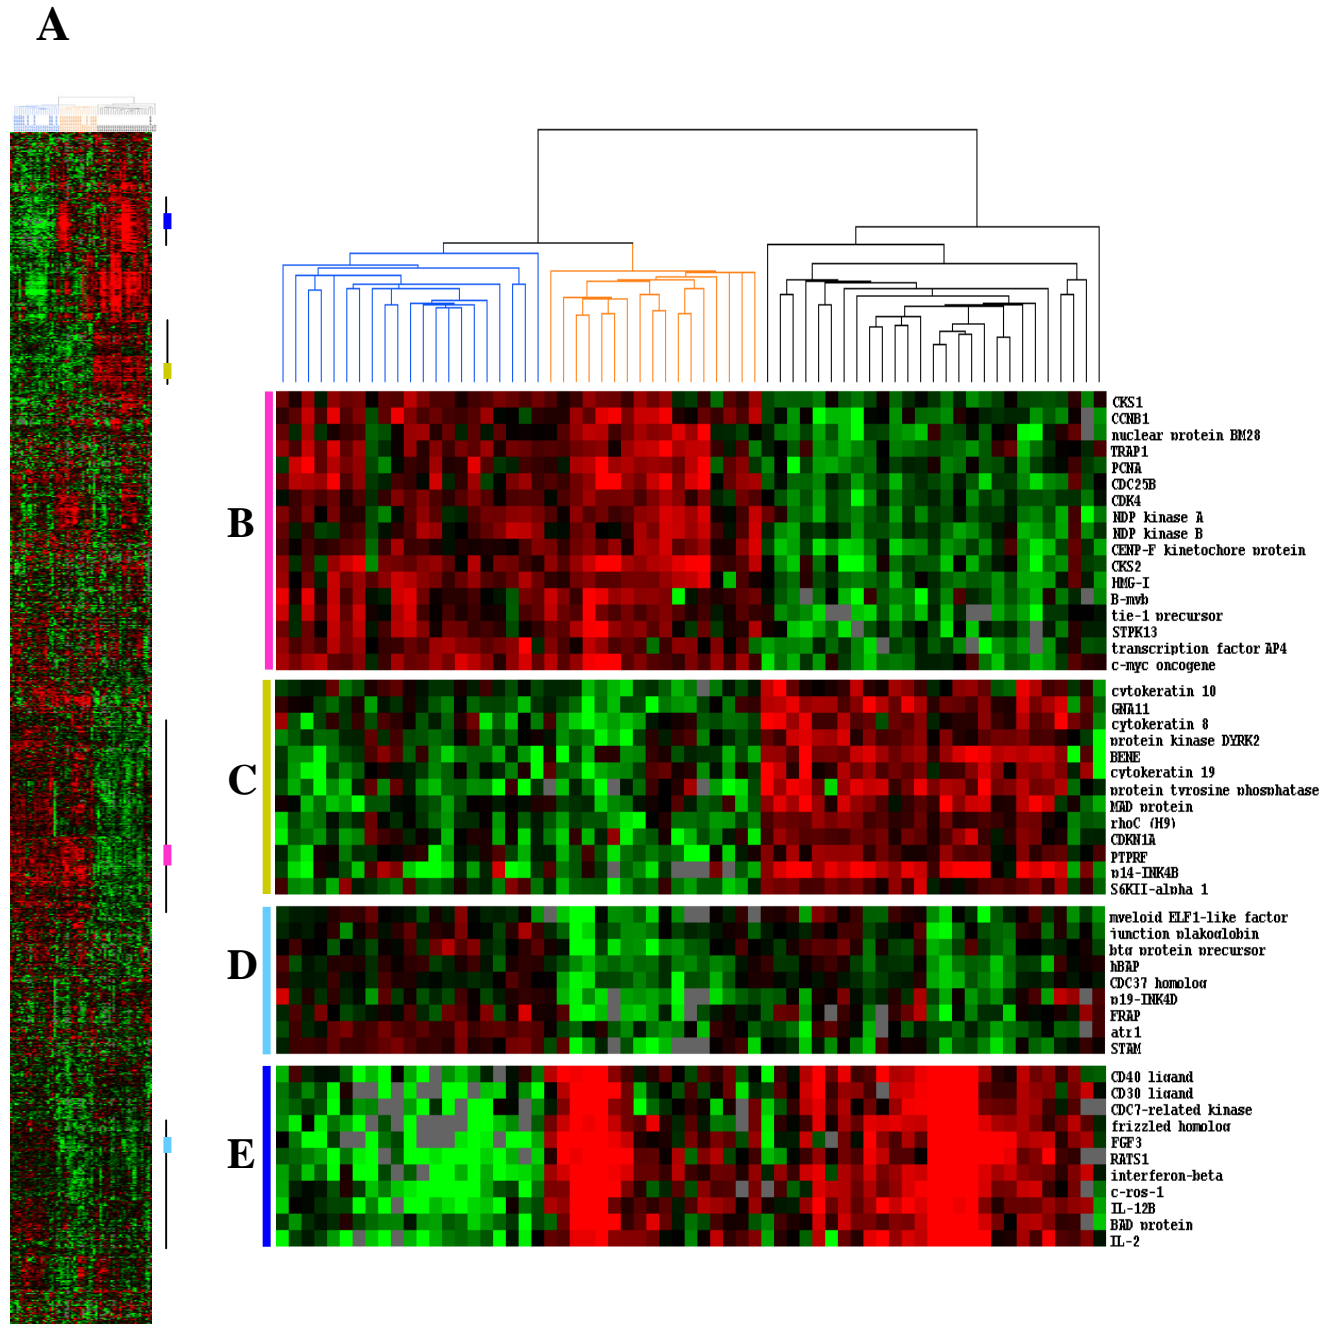 A
B
CKS1
CCNB1
nuclear protein BM28
TRAP1
PCNA
CDC25B
CDK4
NDP kinase A
NDP kinase B
CENP-F kinetochore protein
CKS2
HMG-I
B-myb
tie-1 precursor
STPK13
transcription factor AP4
c-myc oncogene
C
cytokeratin 10
GNA11
cytokeratin 8
protein kinase DYRK2
BENE
cytokeratin 19
protein tyrosine phosphatase
MAD protein
rhoC (H9)
CDKN1A
PTPRF
p14-INK4B
S6KII-alpha 1
D
myeloid ELF1-like factor
junction plakoglobin
btg protein precursor
hBAP
CDC37 homolog
p19-INK4D
FRAP
atr1
STAM
E
CD40 ligand
CD30 ligand
CDC7-related kinase
frizzled homolog
FGF3
RATS1
interferon-beta
c-ros-1
IL-12B
BAD protein
IL-2